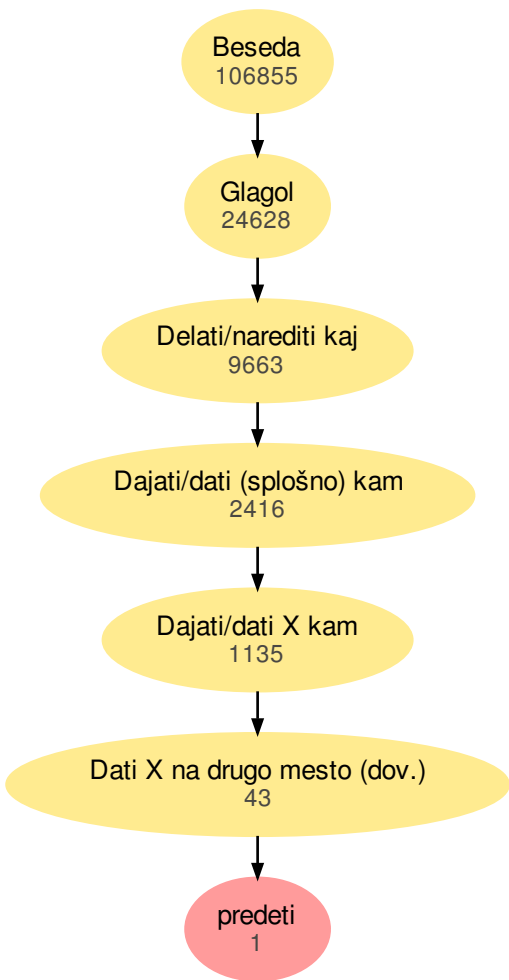 Beseda
106855
Glagol
24628
Delati/narediti kaj
9663
Dajati/dati (splošno) kam
2416
Dajati/dati X kam
1135
Dati X na drugo mesto (dov.)
43
predeti
1